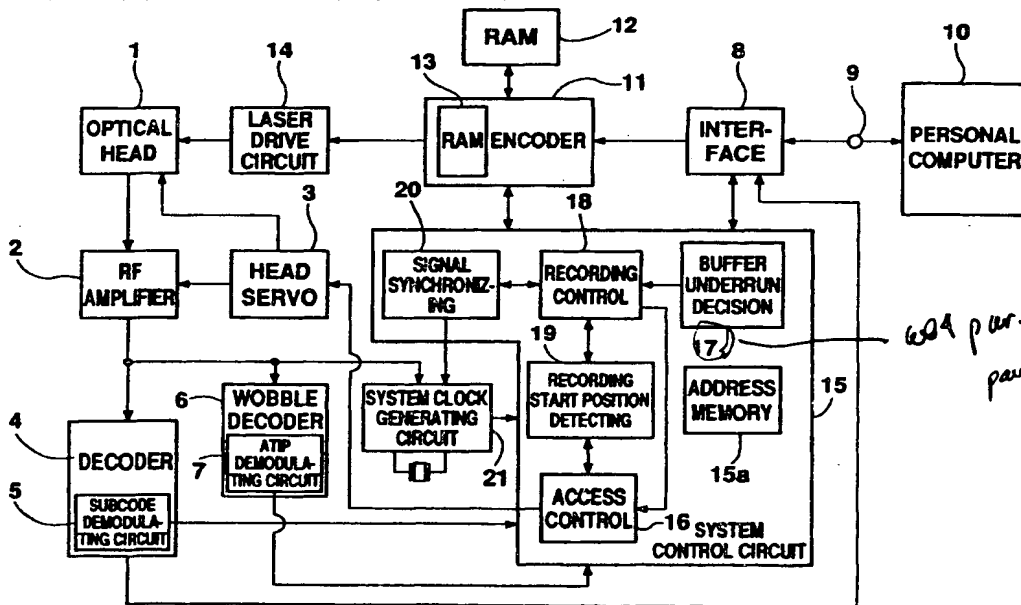 RAM
12
1
14
13
11
8
9
10
OPTICAL
HEAD
LASER
DRIVE
CIRCUIT
RAM
ENCODER
INTER-
FACE
PERSONAL
COMPUTER
2
3
20
18
RF
AMPLIFIER
HEAD
SERVO
SIGNAL
SYNCHRONIZ-
ING
RECORDING
CONTROL
BUFFER
UNDERRUN
DECISION
17
19
6
WOBBLE
DECODER
SYSTEM CLOCK
GENERATING
CIRCUIT
RECORDING
START POSITION
DETECTING
ADDRESS
MEMORY
15
4
DECODER
7
ATIP
DEMODULA-
TING CIRCUIT
21
15a
5
SUBCODE
DEMODULA-
TING CIRCUIT
ACCESS
CONTROL
16
SYSTEM
CONTROL CIRCUIT